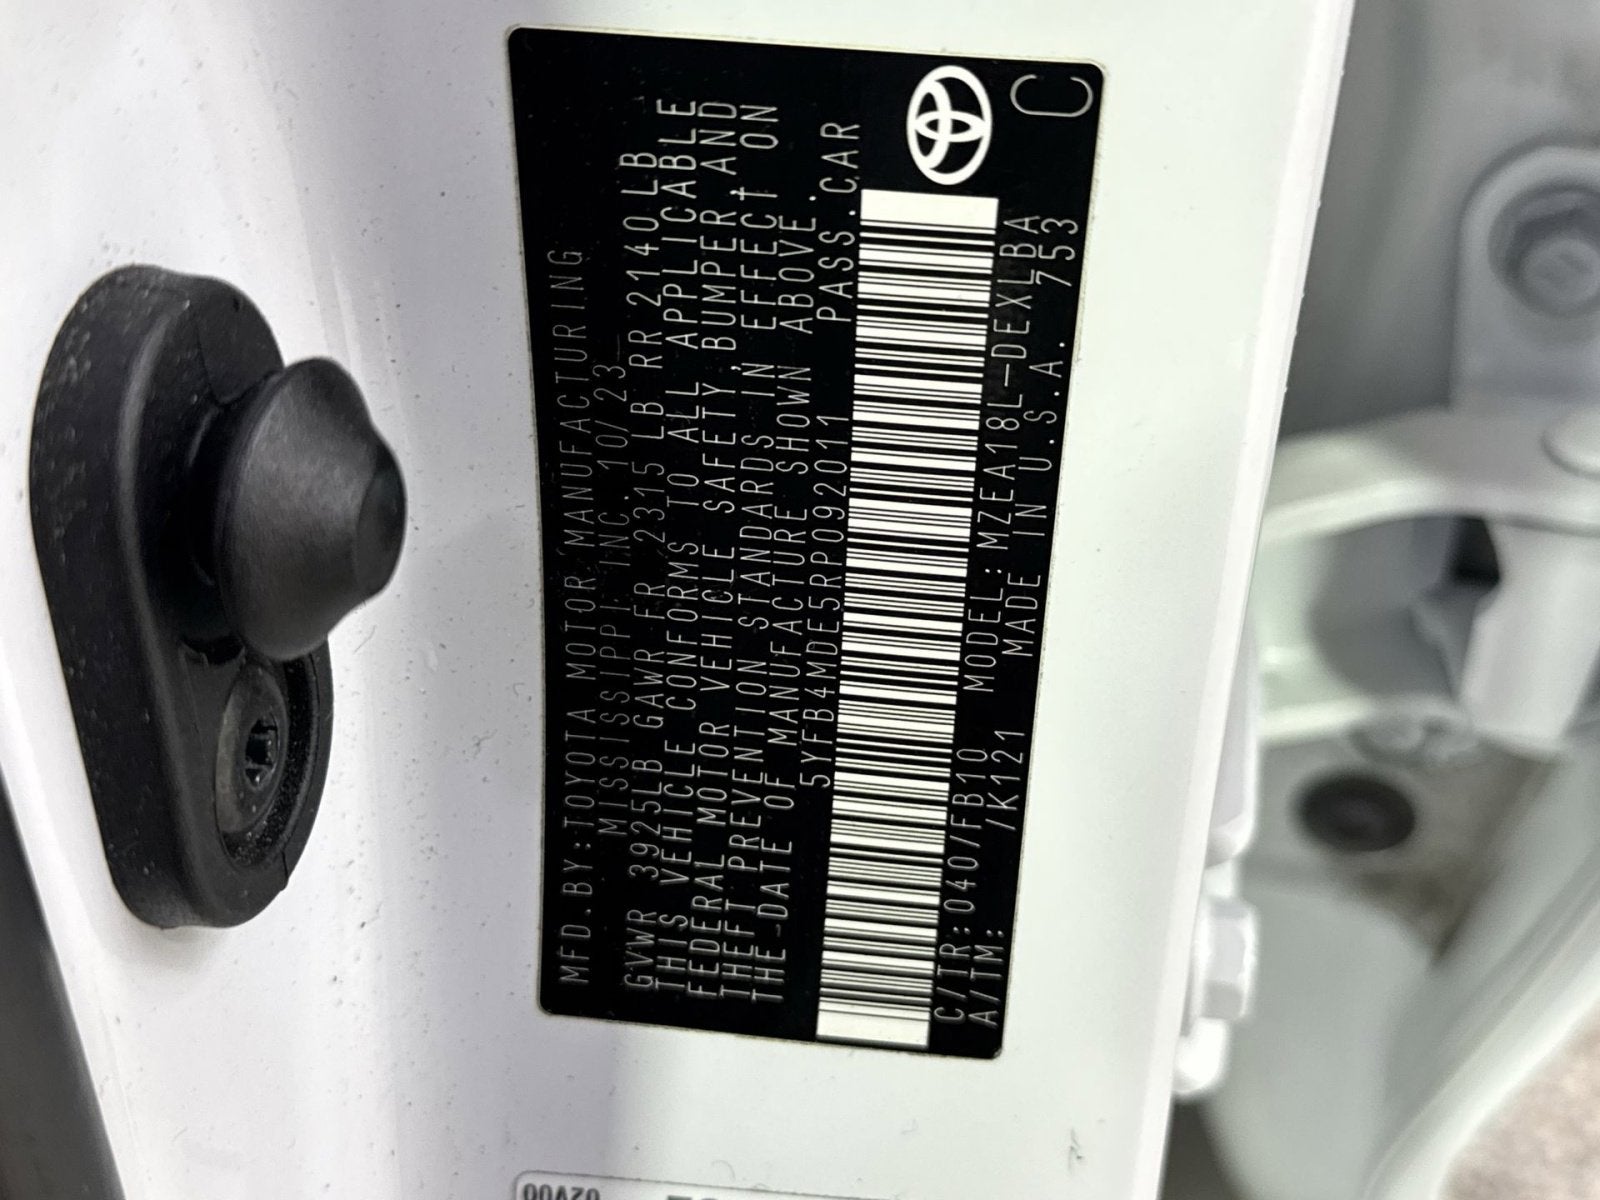 MFD.BY:TOYOTA MOTOR MANUFACTURING
MISSISSIPPI INC.10/23
GVWR 3925LB GAWR FR 2315 LB RR 2140 LB
THIS VEHICLE CONFORMS TO ALL APPLICABLE
FEDERAL MOTOR VEHICLE SAFETY,BUMPER,AND
THEFT PREVENTION STANDARDS IN EFFECT ON
THE DATE OF MANUFACTURE SHOWN ABOVE.
5YFB4MDE5RP092011 PASS.CAR
C/TR:040/FB10 MODEL:MZEA18L-DEXLBA
A/TM: /K121 MADE IN U.S.A. 753
C